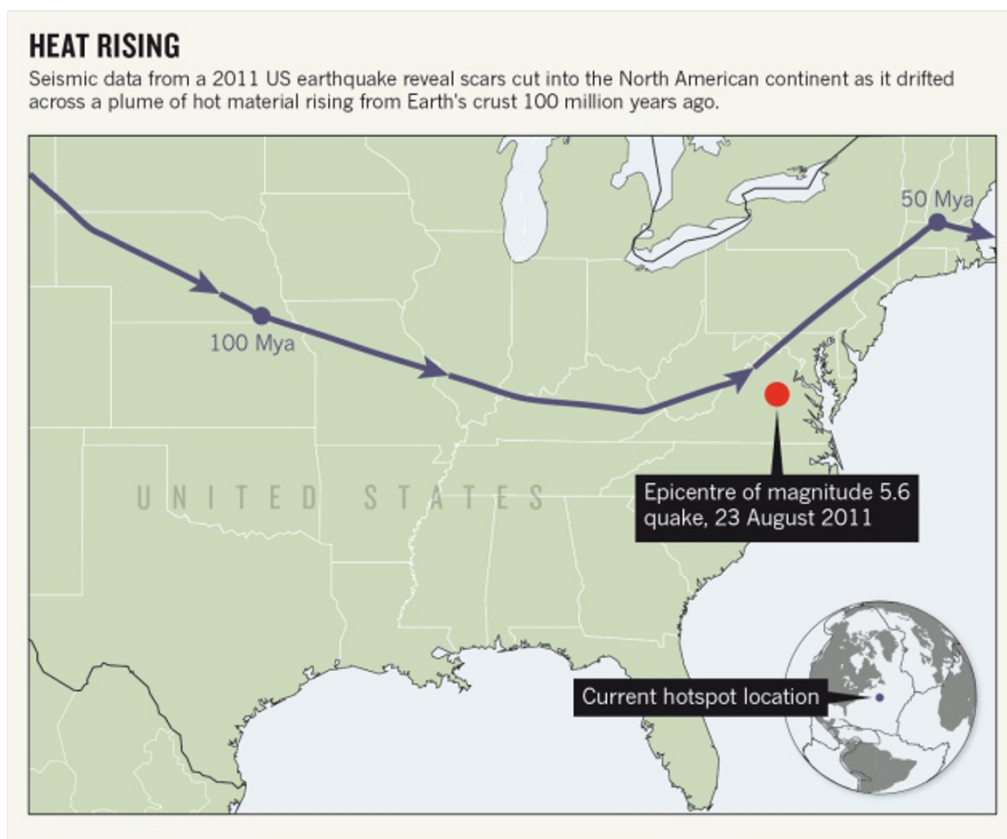 HEAT RISING
Seismic data from a 2011 US earthquake reveal scars cut into the North American continent as it drifted
across a plume of hot material rising from Earth's crust 100 million years ago.
50 Mya
100 Mya
UNITED STATES
Epicentre of magnitude 5.6
quake, 23 August 2011
Current hotspot location